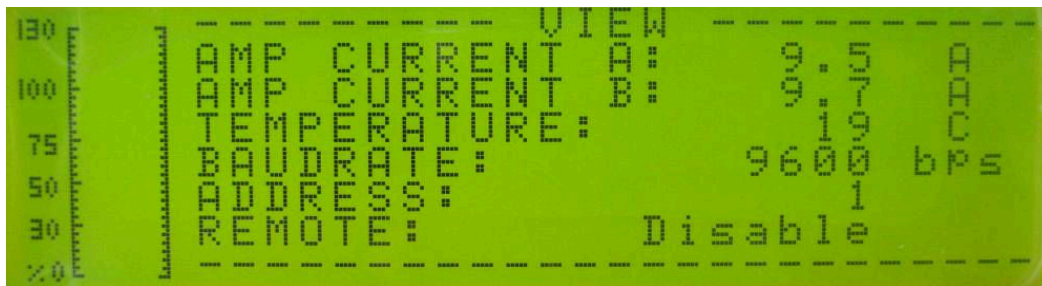 VIEW
130
100
75
50
30
%0
AMP CURRENT A: 9.5 A
AMP CURRENT B: 9.7 A
TEMPERATURE: 19 C
BAUDRATE: 9600 bps
ADDRESS: 1
REMOTE: Disable